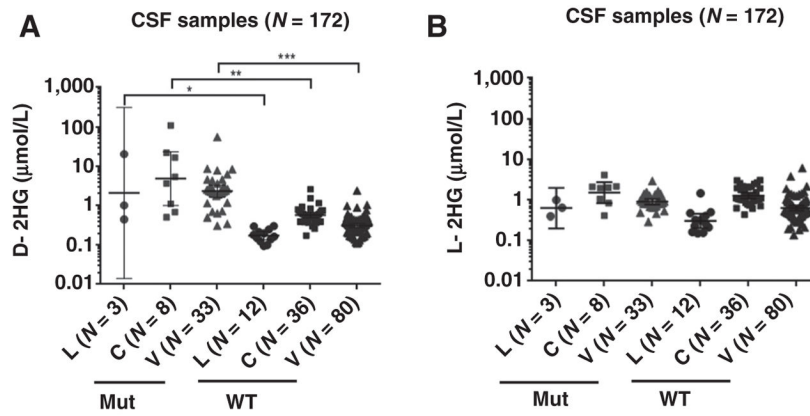 A
CSF samples (N = 172)
***
**
*
D- 2HG (μmol/L)
1,000
100
10
1
0.1
0.01
L (N = 3)
C (N = 8)
V (N = 33)
L (N = 12)
C (N = 36)
V (N = 80)
Mut
WT
B
CSF samples (N = 172)
L- 2HG (μmol/L)
1,000
100
10
1
0.1
0.01
L (N = 3)
C (N = 8)
V (N = 33)
L (N = 12)
C (N = 36)
V (N = 80)
Mut
WT